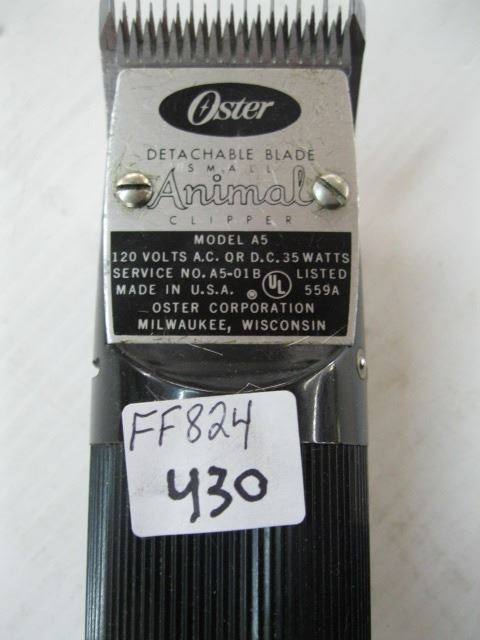 Oster
DETACHABLE BLADE
SMALL
Animal
CLIPPER
MODEL A5
120 VOLTS A.C. OR D.C. 35 WATTS
SERVICE NO. A5-01B UL LISTED
MADE IN U.S.A. ® 559A
OSTER CORPORATION
MILWAUKEE, WISCONSIN
FF824
430